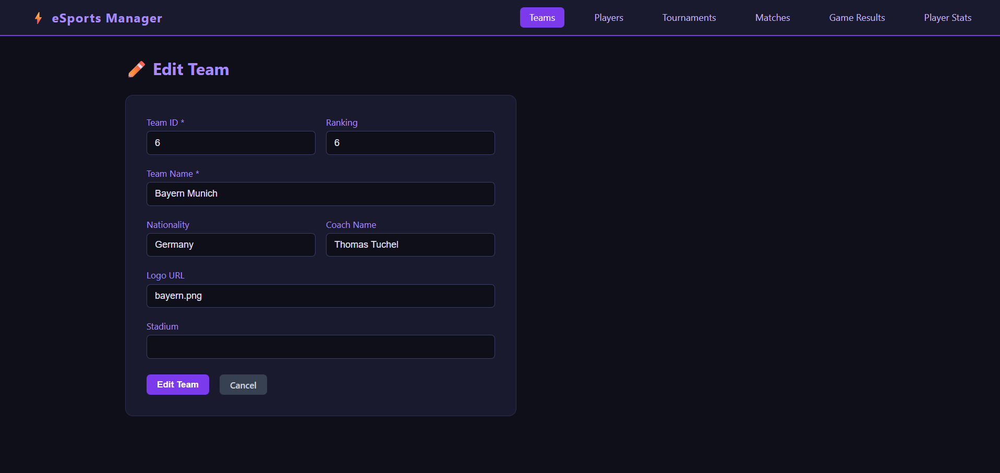 eSports Manager
Teams
Players
Tournaments
Matches
Game Results
Player Stats
Edit Team
Team ID *
Ranking
6
6
Team Name *
Bayern Munich
Nationality
Coach Name
Germany
Thomas Tuchel
Logo URL
bayern.png
Stadium
Edit Team
Cancel